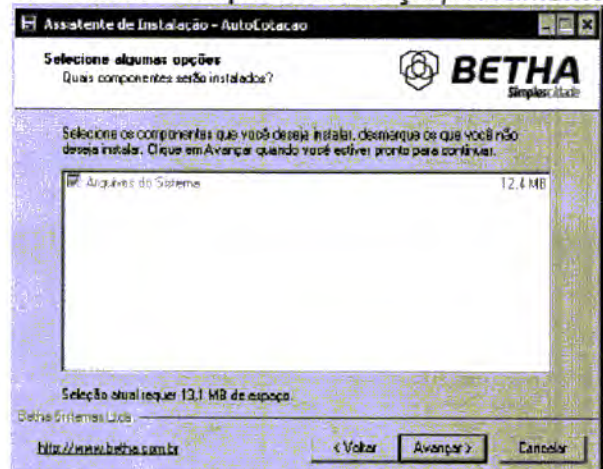 Assistente de Instalação - AutoCotacao
Selecione algumas opções
Quais componentes serão instalados?
BETHA
Simplicidade
Selecione os componentes que você deseja instalar, desmarque os que você não
deseja instalar. Clique em Avançar quando você estiver pronto para continuar.
Arquivos do Sistema 12,4 MB
Seleção atual requer 13,1 MB de espaço.
Betha Sistemas Ltda
http://www.betha.com.br
< Voltar Avançar > Cancelar